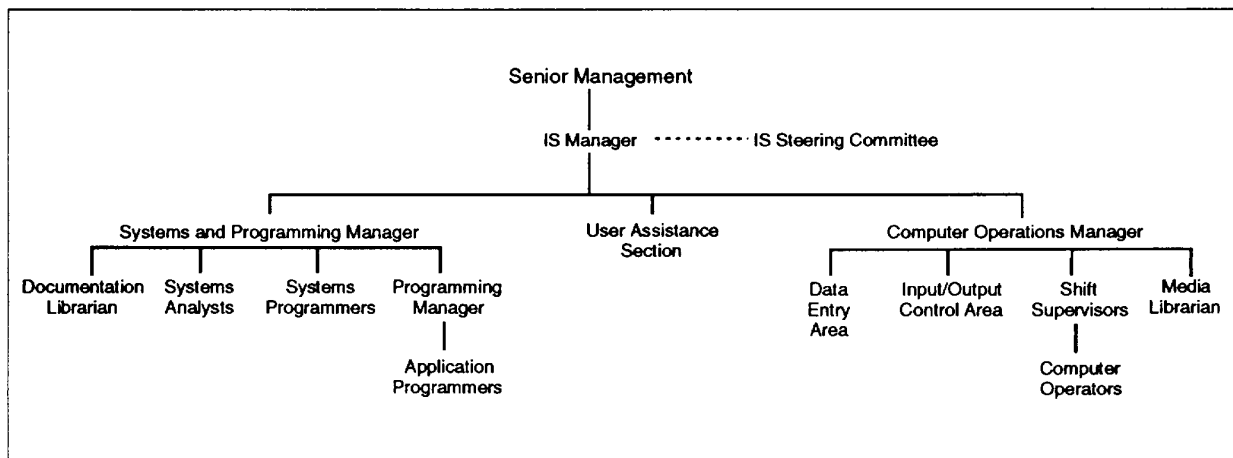 Senior Management
IS Manager
IS Steering Committee
Systems and Programming Manager
User Assistance
Section
Computer Operations Manager
Documentation
Librarian
Systems
Analysts
Systems
Programmers
Programming
Manager
Application
Programmers
Data
Entry
Area
Input/Output
Control Area
Shift
Supervisors
Computer
Operators
Media
Librarian